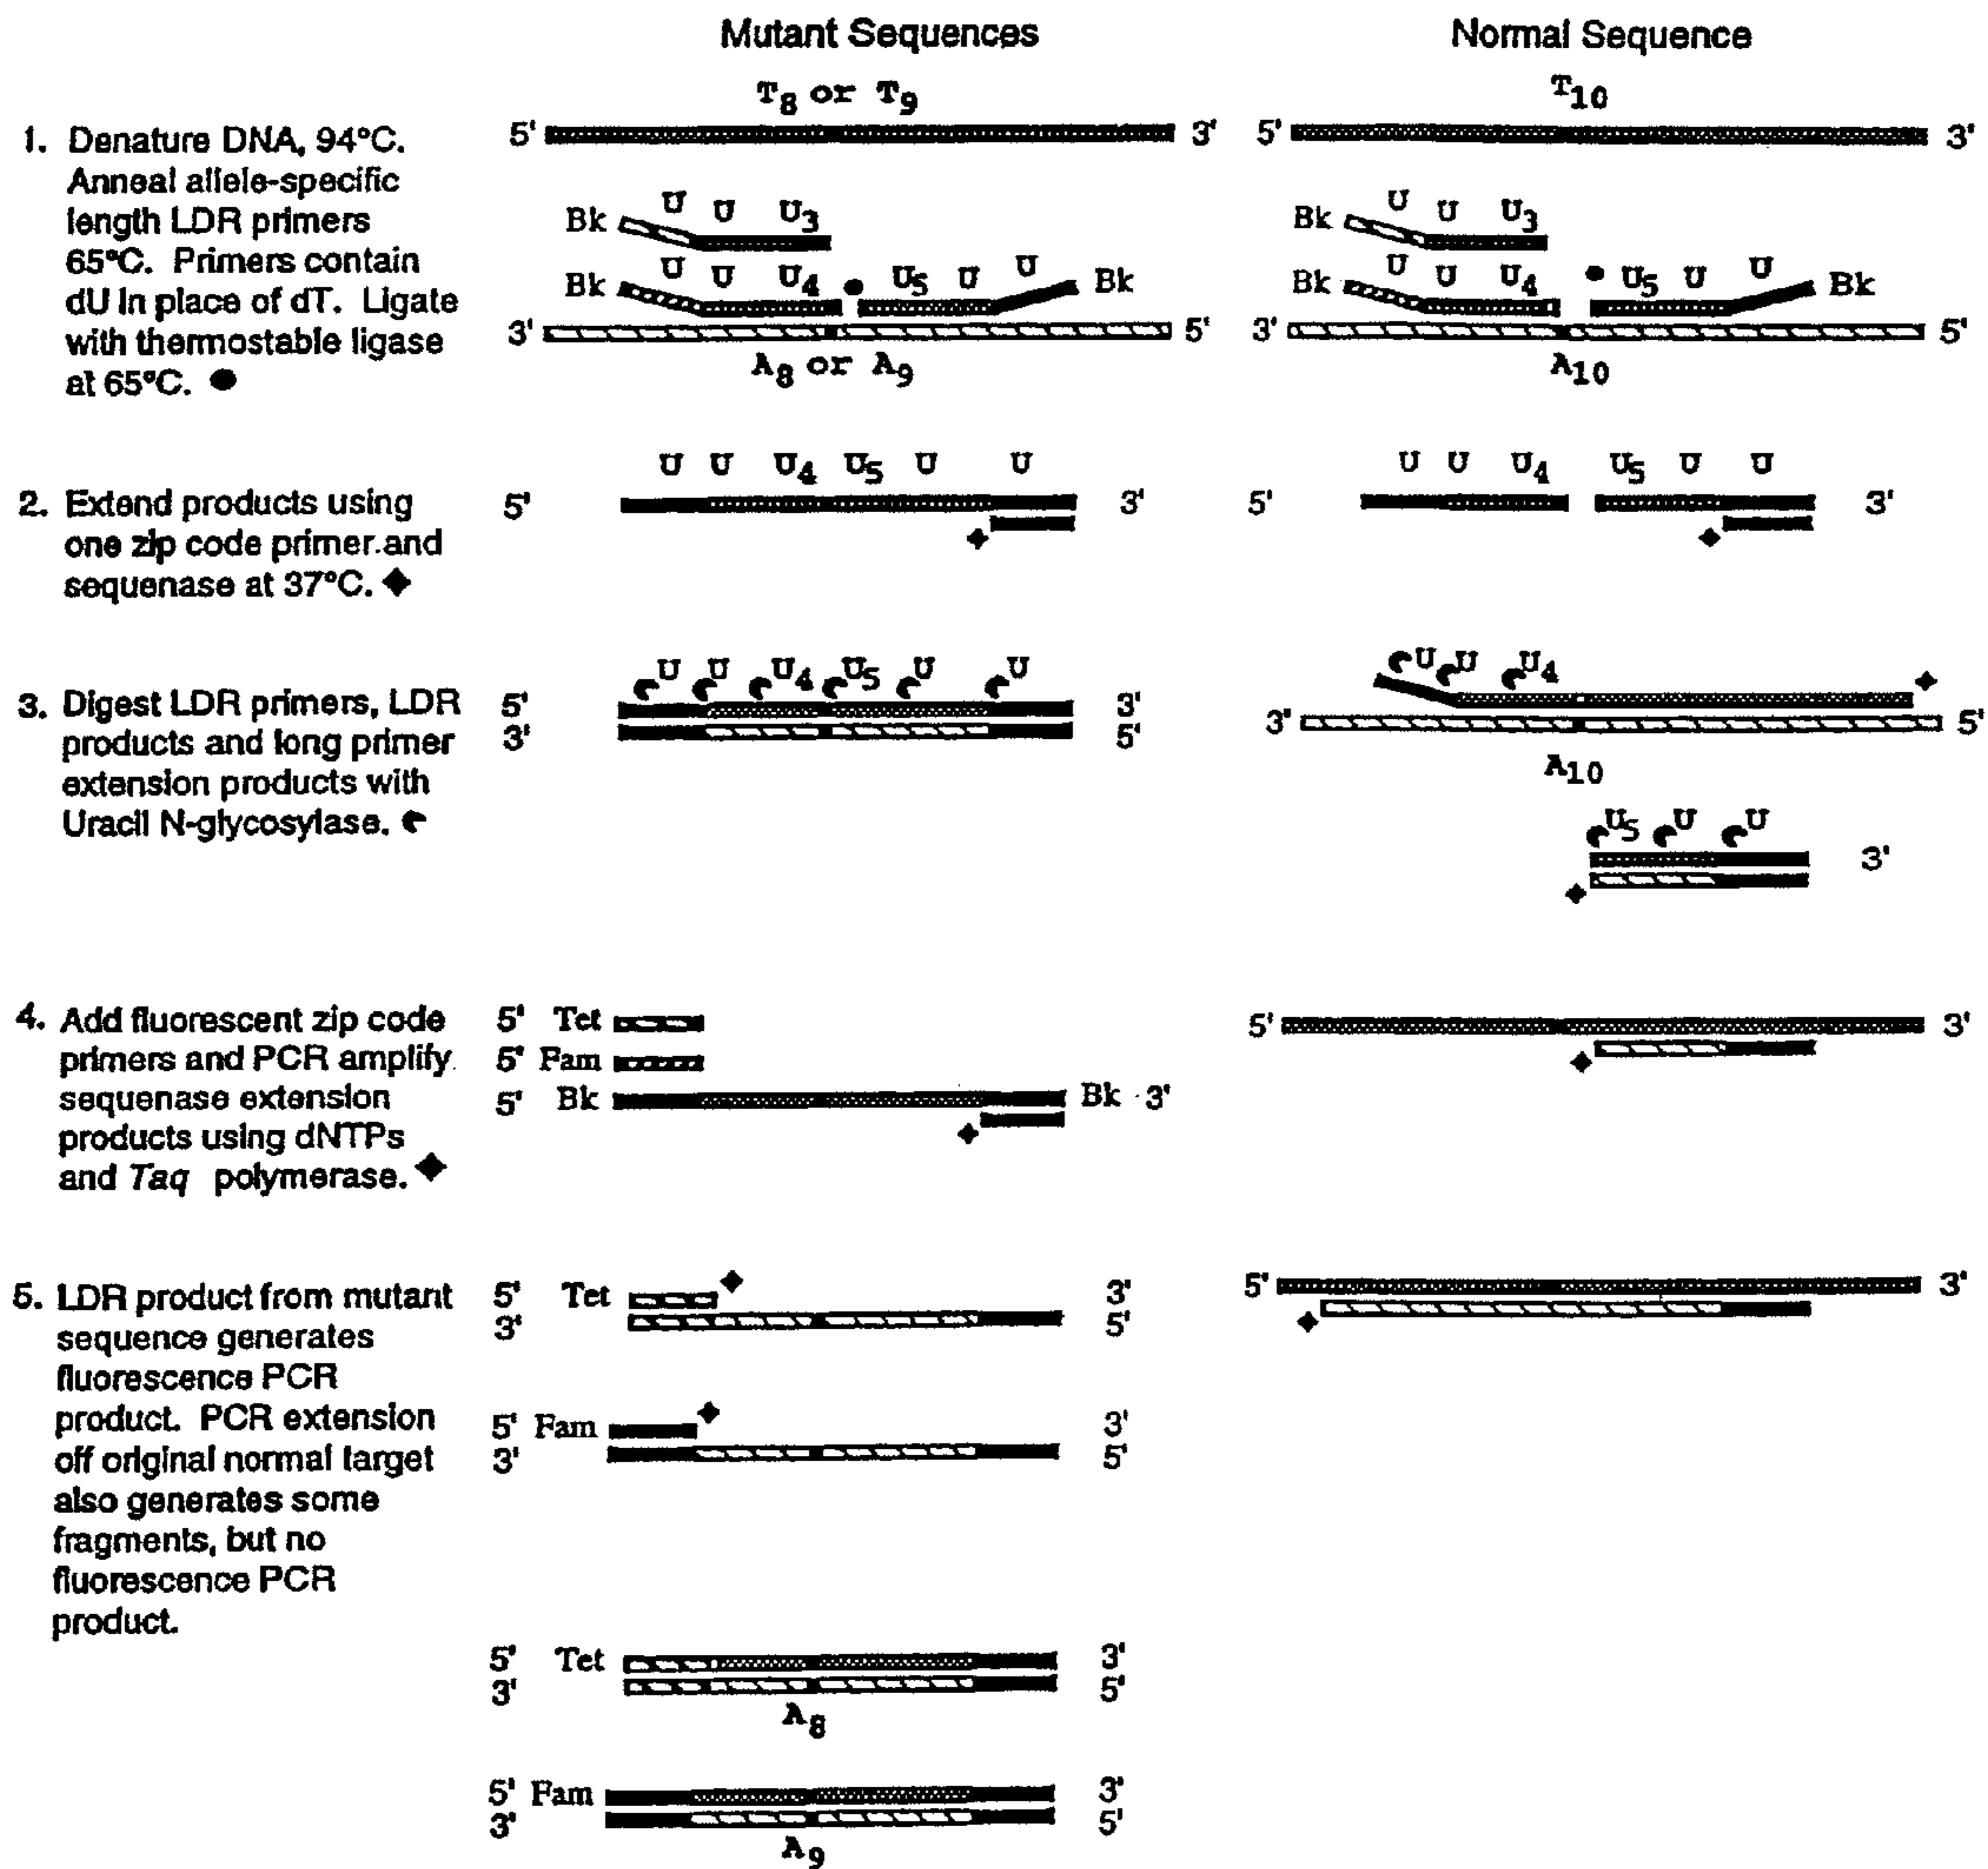 Mutant Sequences
Normal Sequence
T8 or T9
T10
5' 3' 5' 3'
1. Denature DNA, 94°C.
Anneal allele-specific
length LDR primers
65°C. Primers contain
dU in place of dT. Ligate
with thermostable ligase
at 65°C.
Bk U U U3
Bk U U U4 U5 U U Bk
3' 5'
A8 or A9
Bk U U U3
Bk U U U4 U5 U U Bk
3' 5'
A10
2. Extend products using
one zip code primer and
sequenase at 37°C.
U U U4 U5 U U
5' 3'
U U U4 U5 U U
5' 3'
3. Digest LDR primers, LDR
products and long primer
extension products with
Uracil N-glycosylase.
U U U4 U5 U U
5' 3'
3' 5'
U U U4
3' 5'
A10
U5 U U
3'
4. Add fluorescent zip code
primers and PCR amplify
sequenase extension
products using dNTPs
and Taq polymerase.
5' Tet
5' Fam
5' Bk Bk 3'
5' 3'
5. LDR product from mutant
sequence generates
fluorescence PCR
product. PCR extension
off original normal target
also generates some
fragments, but no
fluorescence PCR
product.
5' Tet 3'
3' 5'
5' Fam 3'
3' 5'
5' 3'
5' Tet 3'
3' 5'
A8
5' Fam 3'
3' 5'
A9